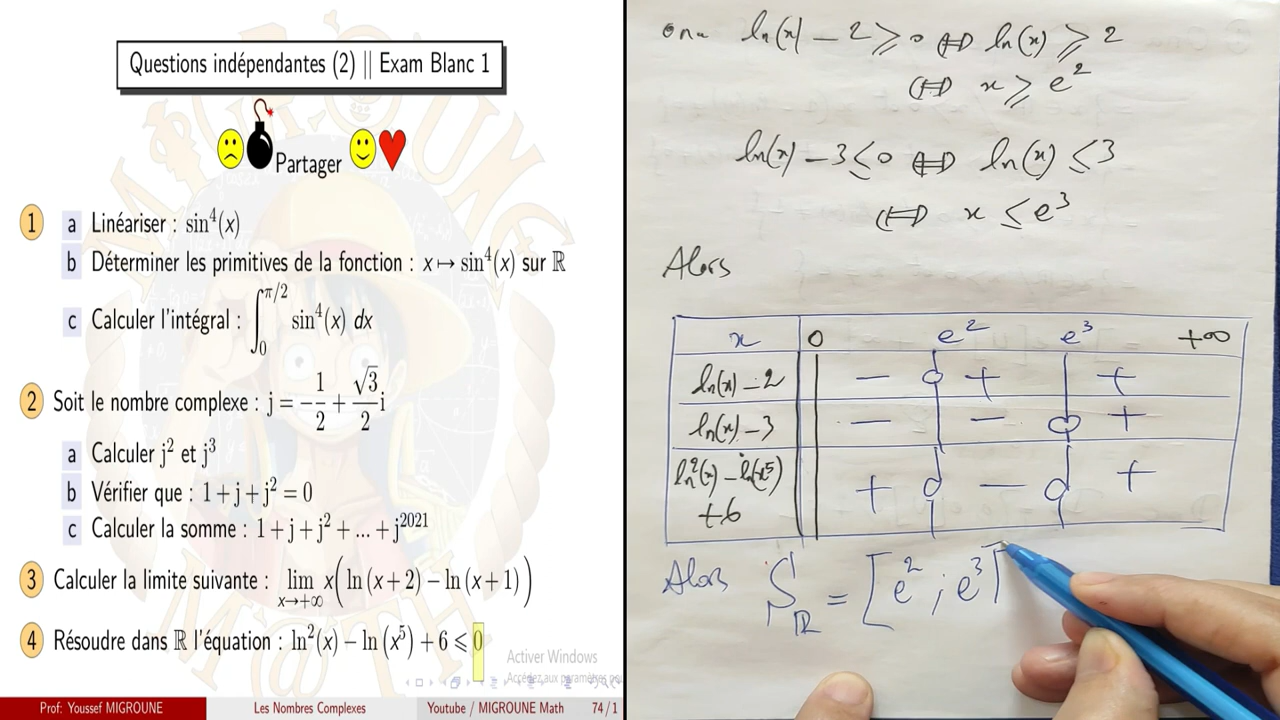 Questions indépendantes (2) || Exam Blanc 1
Partager
1 a Linéariser : sin⁴(x)
b Déterminer les primitives de la fonction : x ↦ sin⁴(x) sur ℝ
c Calculer l'intégral : ∫₀^{π/2} sin⁴(x) dx
2 Soit le nombre complexe : j = −1/2 + √3/2 i
a Calculer j² et j³
b Vérifier que : 1 + j + j² = 0
c Calculer la somme : 1 + j + j² + ... + j²⁰²¹
3 Calculer la limite suivante : lim x→+∞ x(ln(x+2) − ln(x+1))
4 Résoudre dans ℝ l'équation : ln²(x) − ln(x⁵) + 6 ⩽ 0
Activer Windows
Prof: Youssef MIGROUNE Les Nombres Complexes Youtube / MIGROUNE Math 74 / 1
on a ln(x) − 2 ⩾ 0 ⇔ ln(x) ⩾ 2
⇔ x ⩾ e²
ln(x) − 3 ⩽ 0 ⇔ ln(x) ⩽ 3
⇔ x ⩽ e³
Alors
x 0 e² e³ +∞
ln(x) − 2 − 0 + +
ln(x) − 3 − − 0 +
ln²(x) − ln(x⁵) + 6 + 0 − 0 +
Alors S_ℝ = [e² ; e³]